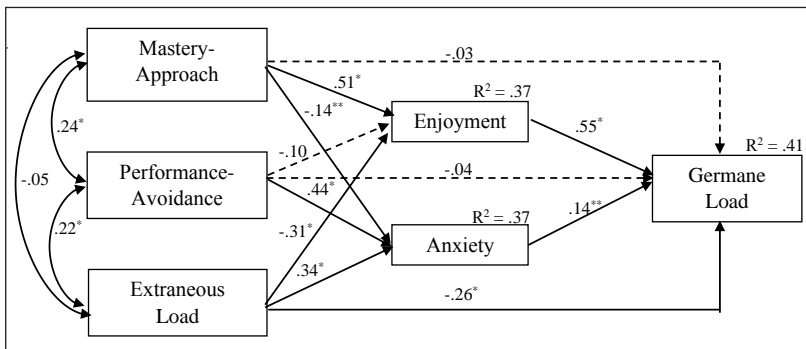 Mastery-
Approach
-.03
.51*
R² = .37
-.14**
Enjoyment
.24*
.55*
-.10
R² = .41
-.05
Performance-
Avoidance
-.04
Germane
Load
.44*
R² = .37
.14**
.22*
-.31*
Anxiety
.34*
Extraneous
Load
-.26*